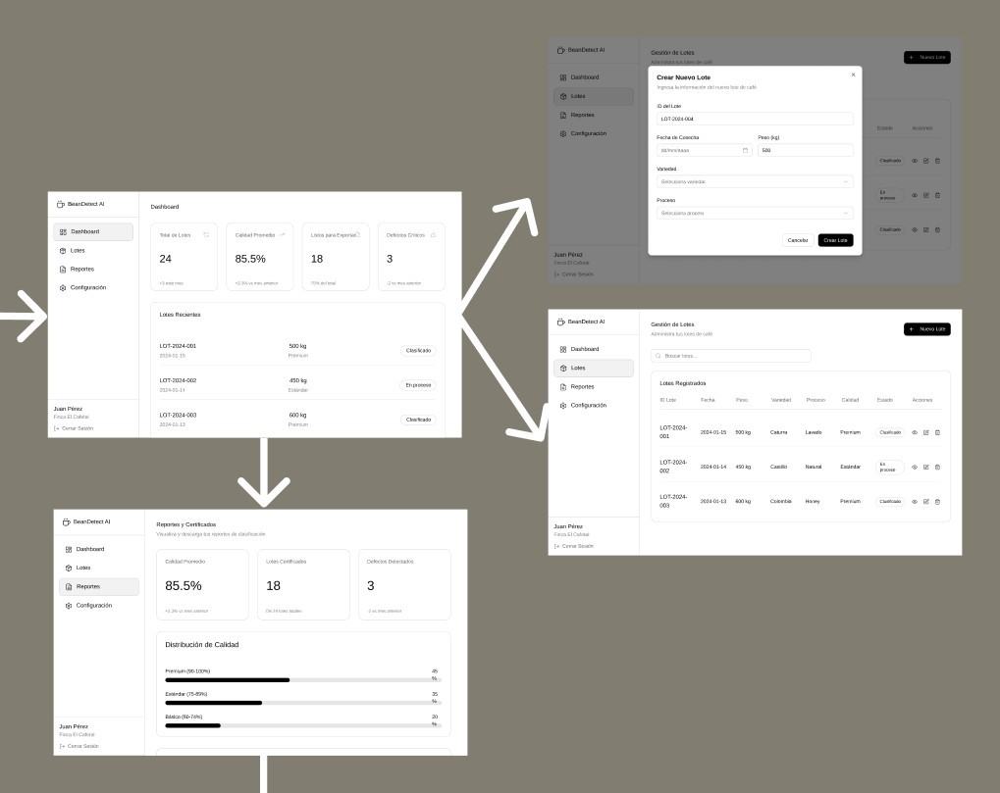 BeanDetect AI
Dashboard
Lotes
Reportes
Configuración
Juan Pérez
Finca El Cafetal
Cerrar Sesión
Gestión de Lotes
Administra tus lotes de café
+ Nuevo Lote
Estado Acciones
Clasificado
En
proceso
Clasificado
Crear Nuevo Lote
Ingresa la información del nuevo lote de café
ID del Lote
LOT-2024-004
Fecha de Cosecha Peso (kg)
dd/mm/aaaa 500
Variedad
Selecciona variedad
Proceso
Selecciona proceso
Cancelar Crear Lote
BeanDetect AI
Dashboard
Lotes
Reportes
Configuración
Juan Pérez
Finca El Cafetal
Cerrar Sesión
Dashboard
Total de Lotes Calidad Promedio Listos para Exportar Defectos Críticos
24 85.5% 18 3
+3 este mes +2.3% vs mes anterior 75% del total -2 vs mes anterior
Lotes Recientes
LOT-2024-001 500 kg Clasificado
2024-01-15 Premium
LOT-2024-002 450 kg En proceso
2024-01-14 Estándar
LOT-2024-003 600 kg Clasificado
2024-01-13 Premium
BeanDetect AI
Dashboard
Lotes
Reportes
Configuración
Juan Pérez
Finca El Cafetal
Cerrar Sesión
Gestión de Lotes
Administra tus lotes de café
+ Nuevo Lote
Buscar lotes...
Lotes Registrados
ID Lote Fecha Peso Variedad Proceso Calidad Estado Acciones
LOT-2024-
001 2024-01-15 500 kg Caturra Lavado Premium Clasificado
LOT-2024-
002 2024-01-14 450 kg Castillo Natural Estándar En
proceso
LOT-2024-
003 2024-01-13 600 kg Colombia Honey Premium Clasificado
BeanDetect AI
Dashboard
Lotes
Reportes
Configuración
Juan Pérez
Finca El Cafetal
Cerrar Sesión
Reportes y Certificados
Visualiza y descarga tus reportes de clasificación
Calidad Promedio Lotes Certificados Defectos Detectados
85.5% 18 3
+2.3% vs mes anterior De 24 lotes totales -2 vs mes anterior
Distribución de Calidad
Premium (90-100%) 45
%
Estándar (75-89%) 35
%
Básico (60-74%) 20
%